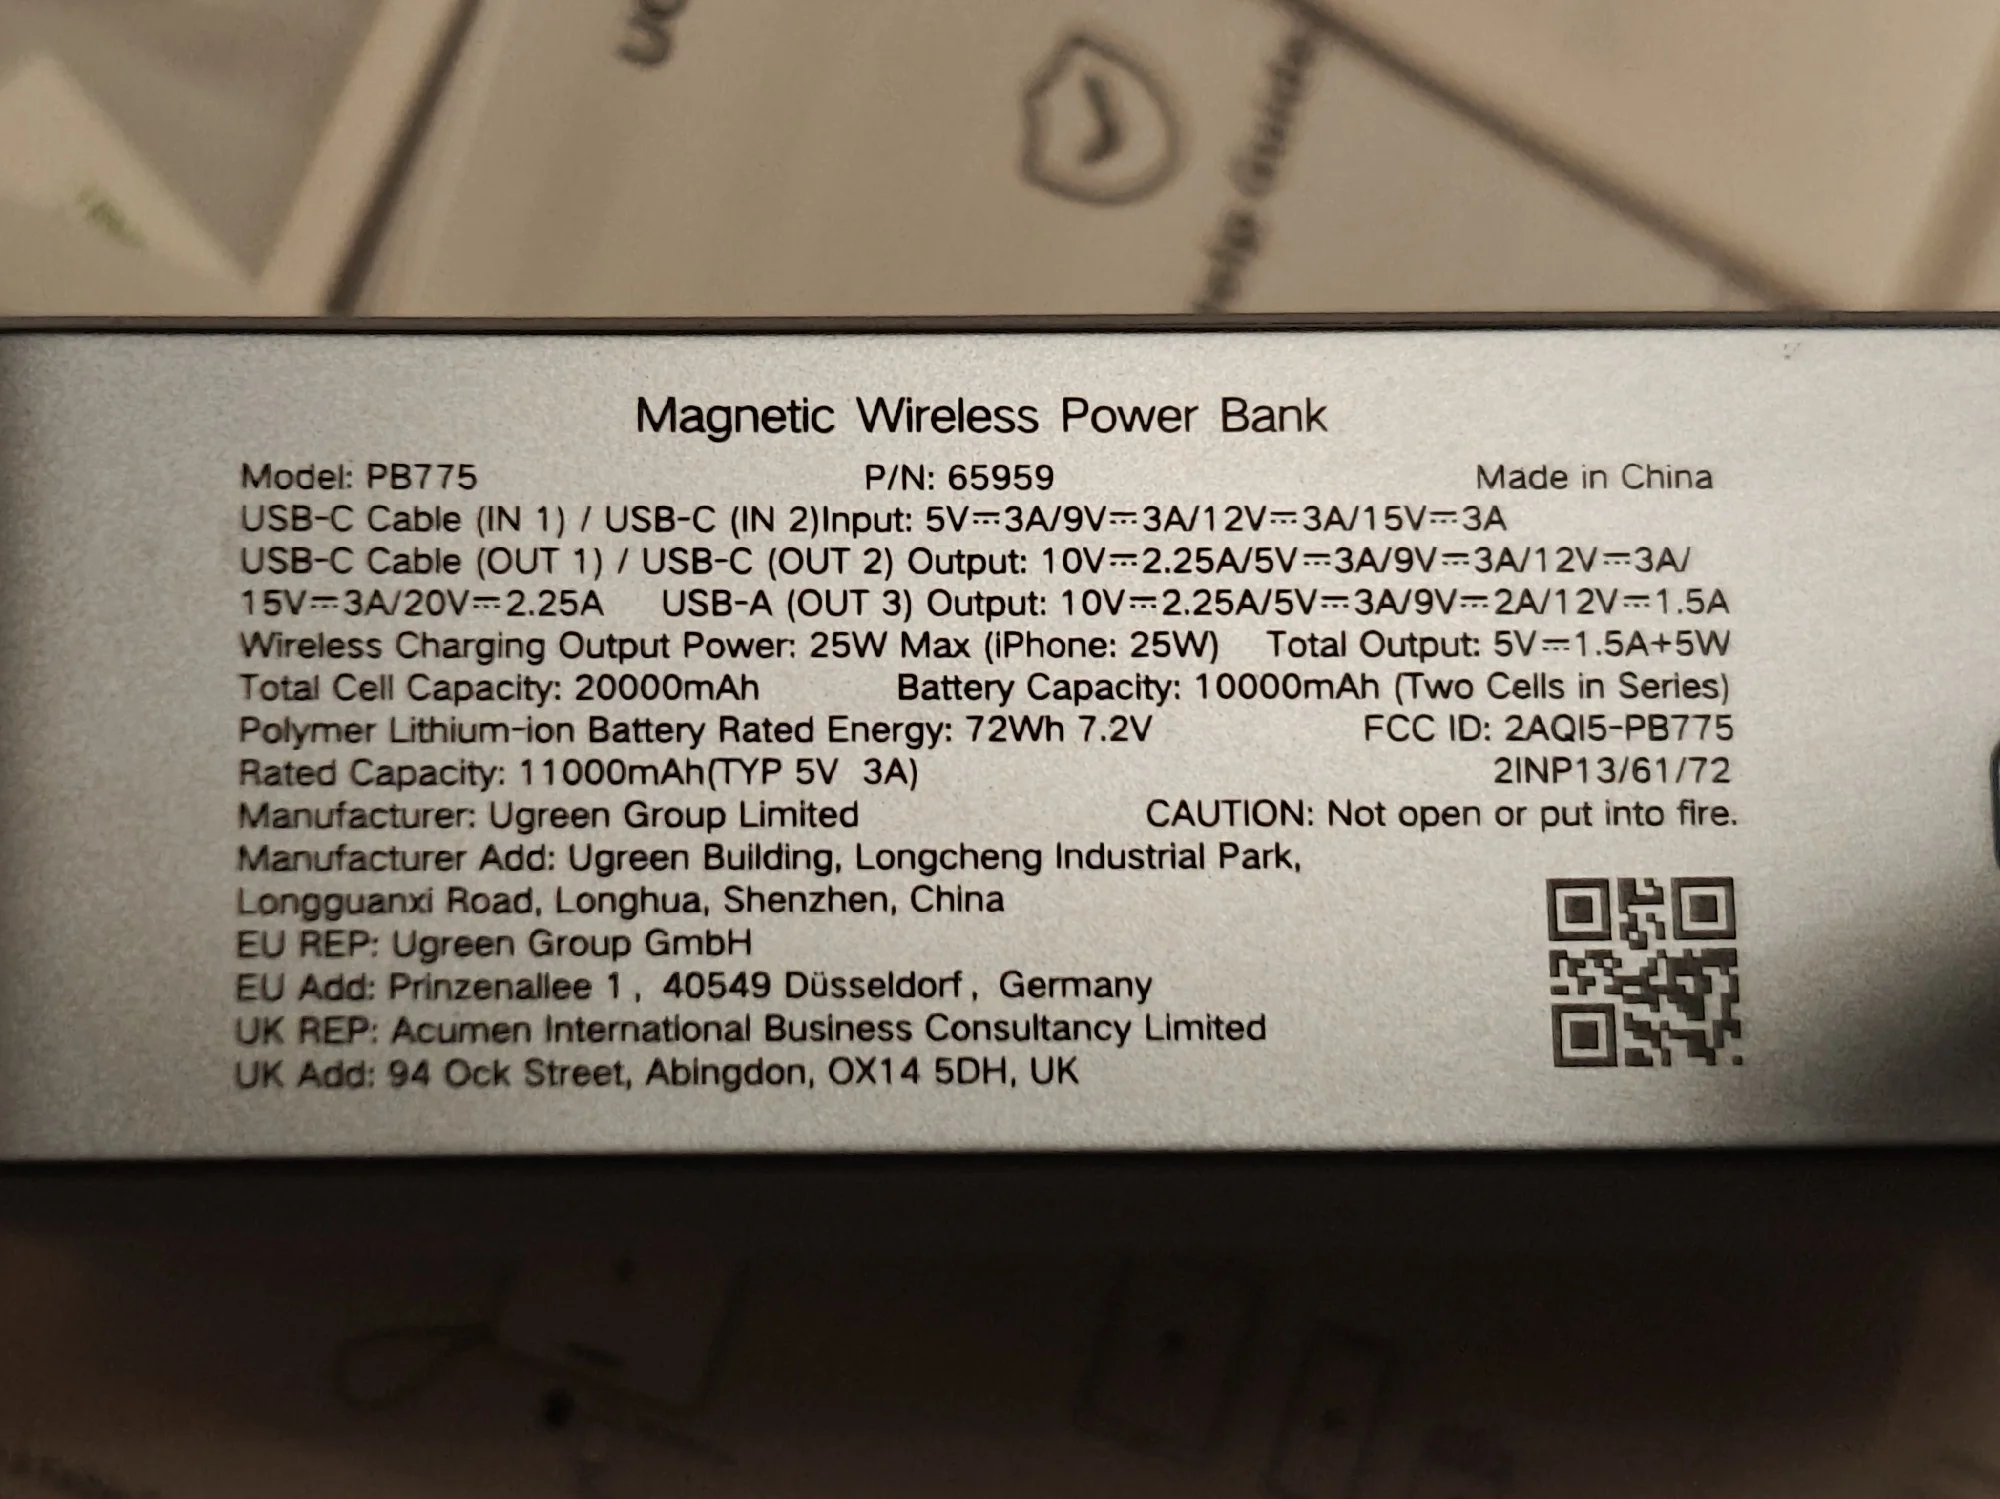 Guide
Magnetic Wireless Power Bank
Model: PB775 P/N: 65959 Made in China
USB-C Cable (IN 1) / USB-C (IN 2)Input: 5V⎓3A/9V⎓3A/12V⎓3A/15V⎓3A
USB-C Cable (OUT 1) / USB-C (OUT 2) Output: 10V⎓2.25A/5V⎓3A/9V⎓3A/12V⎓3A/
15V⎓3A/20V⎓2.25A USB-A (OUT 3) Output: 10V⎓2.25A/5V⎓3A/9V⎓2A/12V⎓1.5A
Wireless Charging Output Power: 25W Max (iPhone: 25W) Total Output: 5V⎓1.5A+5W
Total Cell Capacity: 20000mAh Battery Capacity: 10000mAh (Two Cells in Series)
Polymer Lithium-ion Battery Rated Energy: 72Wh 7.2V FCC ID: 2AQI5-PB775
Rated Capacity: 11000mAh(TYP 5V 3A) 2INP13/61/72
Manufacturer: Ugreen Group Limited CAUTION: Not open or put into fire.
Manufacturer Add: Ugreen Building, Longcheng Industrial Park,
Longguanxi Road, Longhua, Shenzhen, China
EU REP: Ugreen Group GmbH
EU Add: Prinzenallee 1, 40549 Düsseldorf, Germany
UK REP: Acumen International Business Consultancy Limited
UK Add: 94 Ock Street, Abingdon, OX14 5DH, UK